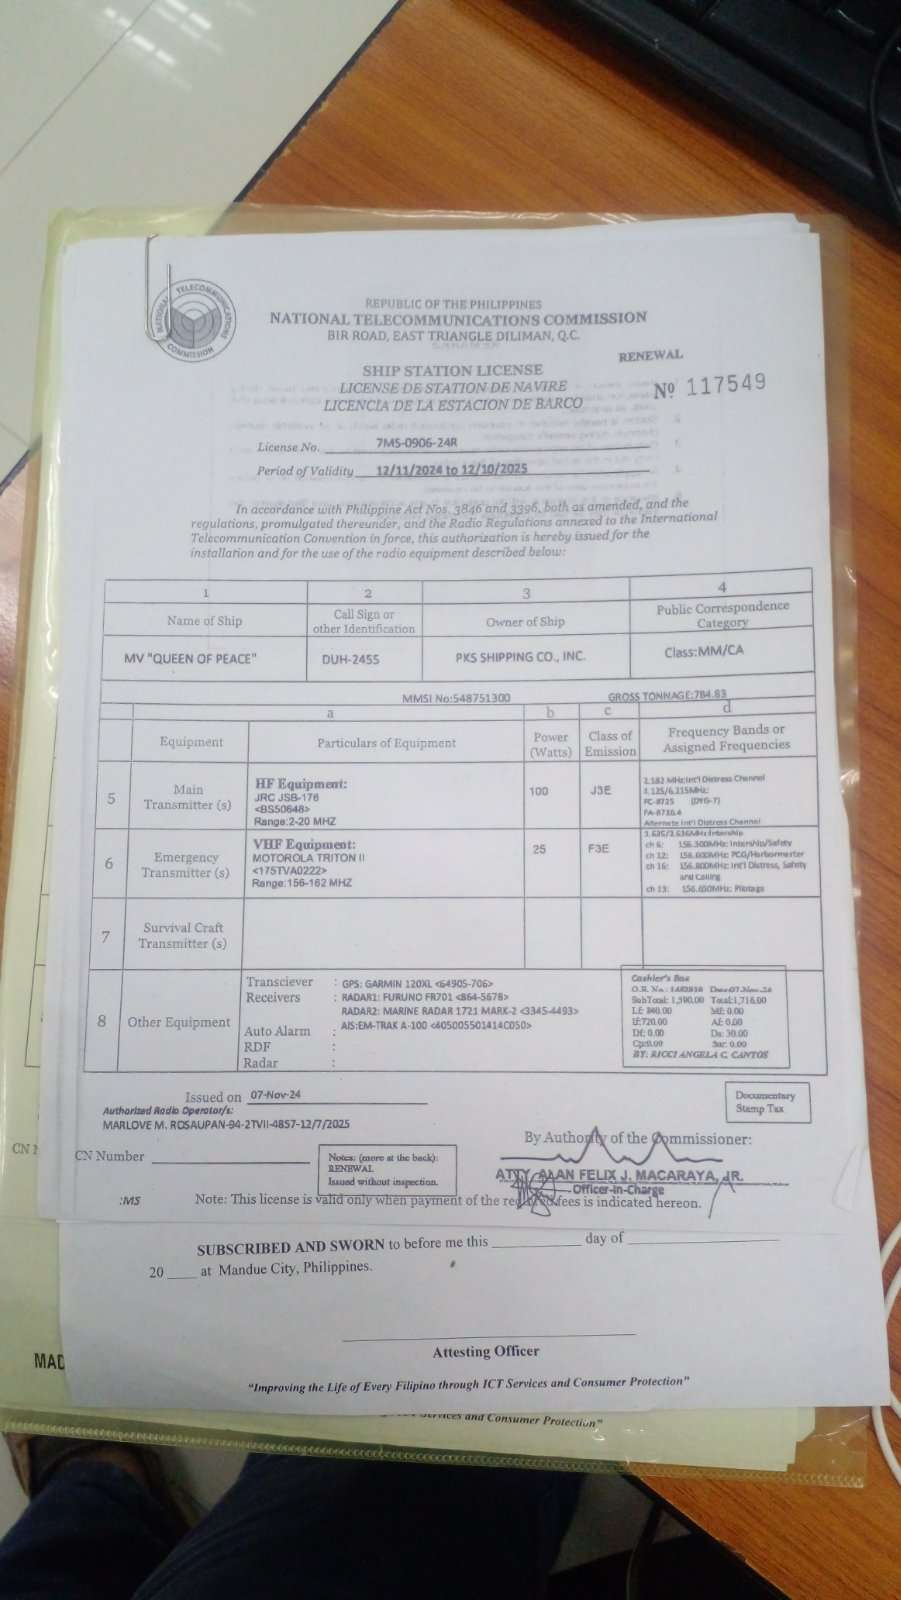 REPUBLIC OF THE PHILIPPINES
NATIONAL TELECOMMUNICATIONS COMMISSION
BIR ROAD, EAST TRIANGLE DILIMAN, Q.C.
NATIONAL TELECOMMUNICATIONS COMMISSION
RENEWAL
SHIP STATION LICENSE
LICENSE DE STATION DE NAVIRE
LICENCIA DE LA ESTACION DE BARCO
Nº 117549
License No. 7MS-0906-24R
Period of Validity 12/11/2024 to 12/10/2025
In accordance with Philippine Act Nos. 3846 and 3396, both as amended, and the
regulations, promulgated thereunder, and the Radio Regulations annexed to the International
Telecommunication Convention in force, this authorization is hereby issued for the
installation and for the use of the radio equipment described below:
1 2 3 4
Name of Ship
Call Sign or
other Identification
Owner of Ship
Public Correspondence
Category
MV "QUEEN OF PEACE" DUH-2455 PKS SHIPPING CO., INC. Class:MM/CA
MMSI No:548751300 GROSS TONNAGE:784.83
a b c d
Equipment
Particulars of Equipment
Power
(Watts)
Class of
Emission
Frequency Bands or
Assigned Frequencies
5
Main
Transmitter (s)
HF Equipment:
JRC JSB-176
<BS50648>
Range:2-20 MHZ
100
J3E
2.182 MHz:Int'l Distress Channel
4.125/6.215MHz:
FC-8725 (DYG-7)
FA-8716.4
Alternate Int'l Distress Channel
6
Emergency
Transmitter (s)
VHF Equipment:
MOTOROLA TRITON II
<175TVA0222>
Range:156-162 MHZ
25
F3E
3.635/3.636MHz:Intership
ch 6: 156.300MHz: Intership/Safety
ch 12: 156.600MHz: PCG/Harbormaster
ch 16: 156.800MHz: Int'l Distress, Safety
and Calling
ch 13: 156.650MHz: Pilotage
7
Survival Craft
Transmitter (s)
8
Other Equipment
Transciever : GPS: GARMIN 120XL <64905-706>
Receivers : RADAR1: FURUNO FR701 <864-5678>
RADAR2: MARINE RADAR 1721 MARK-2 <3345-4493>
Auto Alarm : AIS:EM-TRAK A-100 <405005501414C050>
RDF :
Radar :
Cashier's Box
O.R. No.: Date:07-Nov-24
SubTotal: 1,590.00 Total:1,716.00
LF: 840.00 MF: 0.00
IF:720.00 AF: 0.00
Df: 0.00 Ds: 30.00
Cp:0.00 Sur: 0.00
BY: RICCI ANGELA C. CANTOS
Issued on 07-Nov-24
Documentary
Stamp Tax
Authorized Radio Operator/s:
MARLOVE M. ROSAUPAN-94-2TVII-4857-12/7/2025
By Authority of the Commissioner:
CN Number
Notes: (more at the back):
RENEWAL
Issued without inspection.
ATTY. ALAN FELIX J. MACARAYA, JR.
Officer-In-Charge
:MS Note: This license is valid only when payment of the required fees is indicated hereon.
SUBSCRIBED AND SWORN to before me this day of
20 at Mandue City, Philippines.
Attesting Officer
MAD
"Improving the Life of Every Filipino through ICT Services and Consumer Protection"
and Consumer Protection"